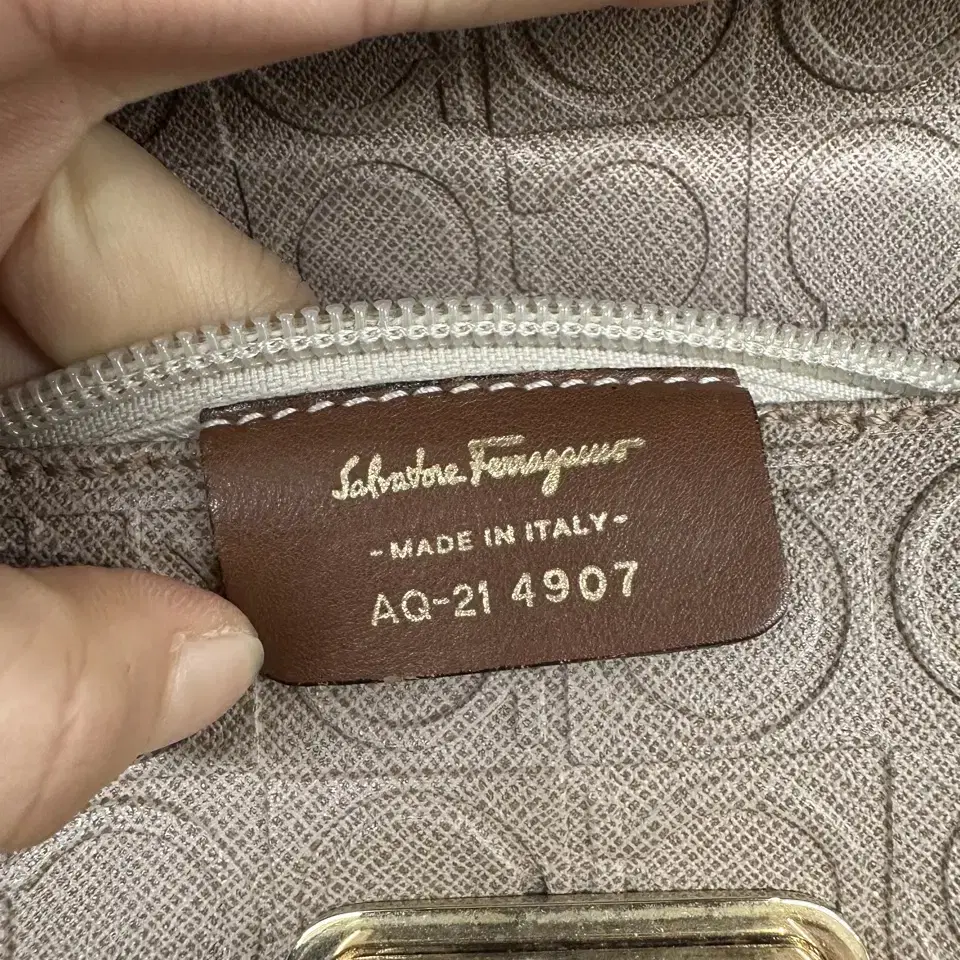 Salvatore Ferragamo
-MADE IN ITALY-
AQ-21 4907